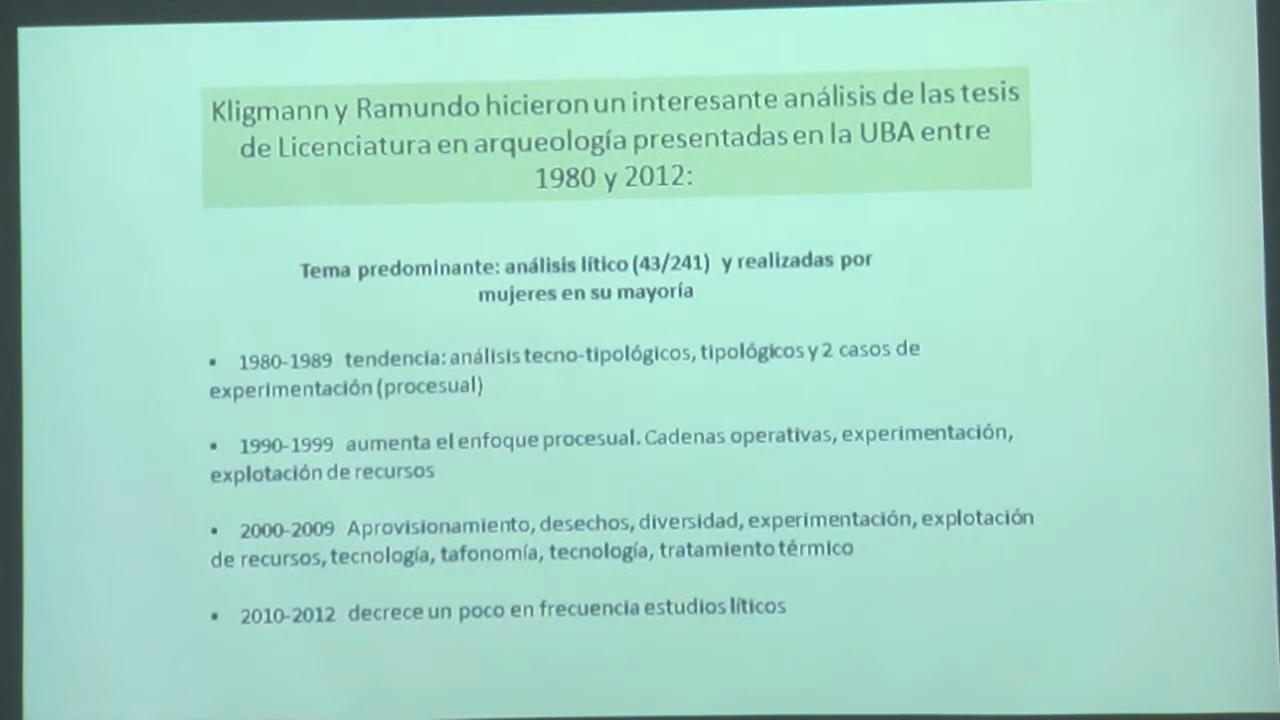 Kligmann y Ramundo hicieron un interesante análisis de las tesis
de Licenciatura en arqueología presentadas en la UBA entre
1980 y 2012:
Tema predominante: análisis lítico (43/241) y realizadas por
mujeres en su mayoría
• 1980-1989 tendencia: análisis tecno-tipológicos, tipológicos y 2 casos de
experimentación (procesual)
• 1990-1999 aumenta el enfoque procesual. Cadenas operativas, experimentación,
explotación de recursos
• 2000-2009 Aprovisionamiento, desechos, diversidad, experimentación, explotación
de recursos, tecnología, tafonomía, tecnología, tratamiento térmico
• 2010-2012 decrece un poco en frecuencia estudios líticos